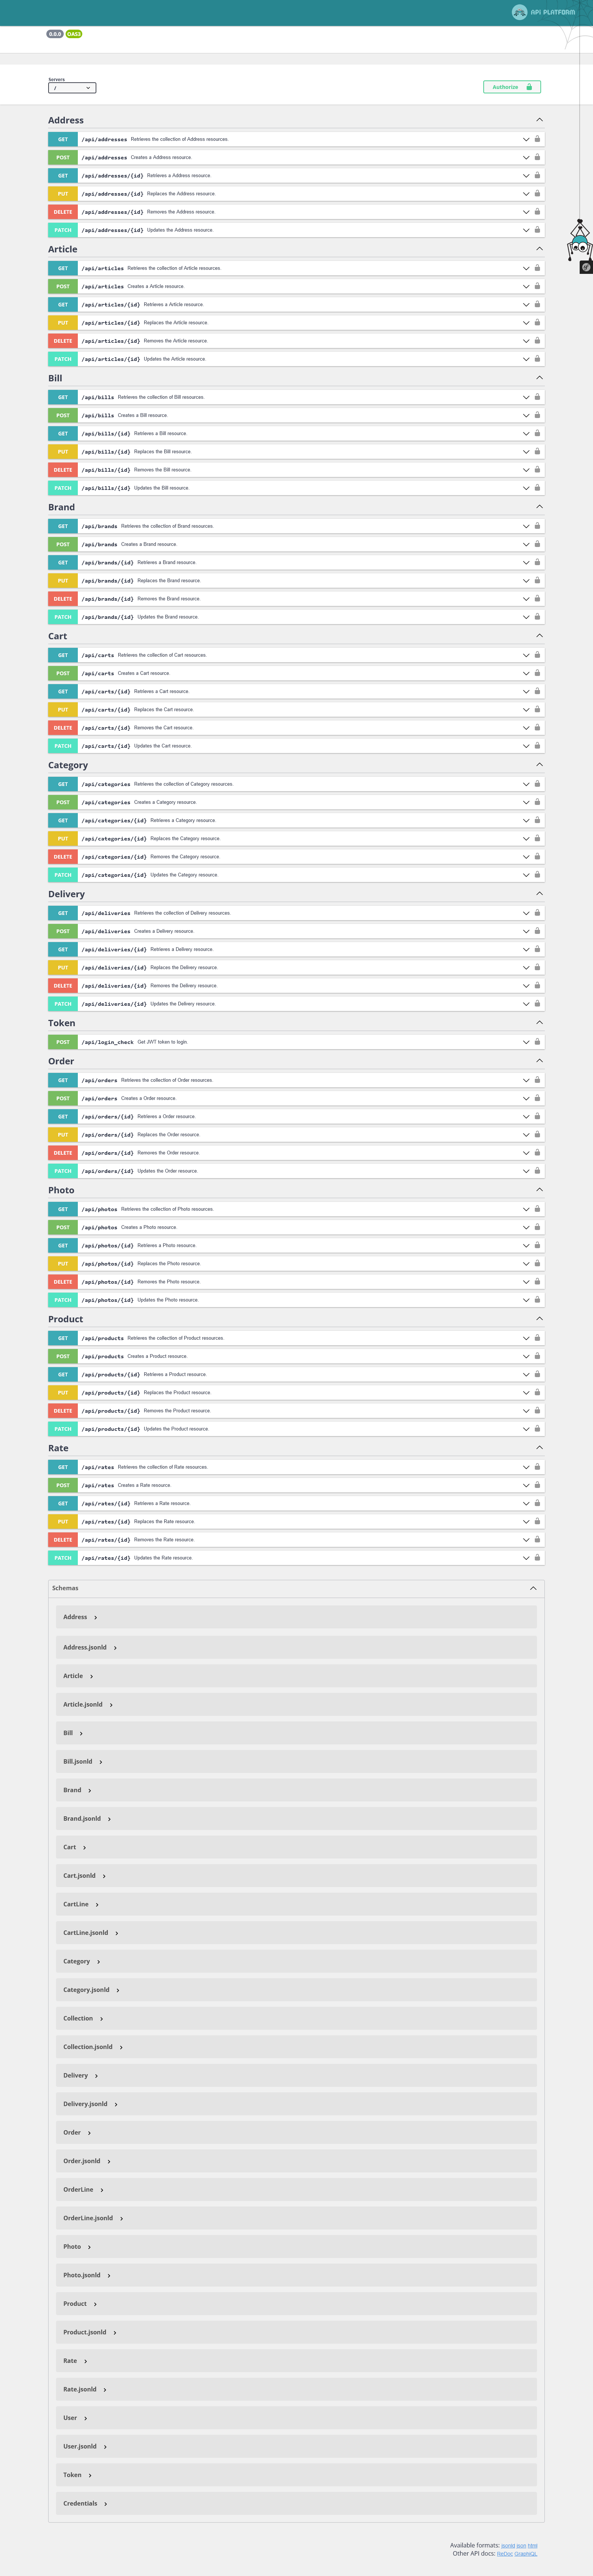 API PLATFORM
0.0.0 OAS3
Servers
/
Authorize
Address
GET /api/addresses Retrieves the collection of Address resources.
POST /api/addresses Creates a Address resource.
GET /api/addresses/{id} Retrieves a Address resource.
PUT /api/addresses/{id} Replaces the Address resource.
DELETE /api/addresses/{id} Removes the Address resource.
PATCH /api/addresses/{id} Updates the Address resource.
Article
GET /api/articles Retrieves the collection of Article resources.
POST /api/articles Creates a Article resource.
GET /api/articles/{id} Retrieves a Article resource.
PUT /api/articles/{id} Replaces the Article resource.
DELETE /api/articles/{id} Removes the Article resource.
PATCH /api/articles/{id} Updates the Article resource.
Bill
GET /api/bills Retrieves the collection of Bill resources.
POST /api/bills Creates a Bill resource.
GET /api/bills/{id} Retrieves a Bill resource.
PUT /api/bills/{id} Replaces the Bill resource.
DELETE /api/bills/{id} Removes the Bill resource.
PATCH /api/bills/{id} Updates the Bill resource.
Brand
GET /api/brands Retrieves the collection of Brand resources.
POST /api/brands Creates a Brand resource.
GET /api/brands/{id} Retrieves a Brand resource.
PUT /api/brands/{id} Replaces the Brand resource.
DELETE /api/brands/{id} Removes the Brand resource.
PATCH /api/brands/{id} Updates the Brand resource.
Cart
GET /api/carts Retrieves the collection of Cart resources.
POST /api/carts Creates a Cart resource.
GET /api/carts/{id} Retrieves a Cart resource.
PUT /api/carts/{id} Replaces the Cart resource.
DELETE /api/carts/{id} Removes the Cart resource.
PATCH /api/carts/{id} Updates the Cart resource.
Category
GET /api/categories Retrieves the collection of Category resources.
POST /api/categories Creates a Category resource.
GET /api/categories/{id} Retrieves a Category resource.
PUT /api/categories/{id} Replaces the Category resource.
DELETE /api/categories/{id} Removes the Category resource.
PATCH /api/categories/{id} Updates the Category resource.
Delivery
GET /api/deliveries Retrieves the collection of Delivery resources.
POST /api/deliveries Creates a Delivery resource.
GET /api/deliveries/{id} Retrieves a Delivery resource.
PUT /api/deliveries/{id} Replaces the Delivery resource.
DELETE /api/deliveries/{id} Removes the Delivery resource.
PATCH /api/deliveries/{id} Updates the Delivery resource.
Token
POST /api/login_check Get JWT token to login.
Order
GET /api/orders Retrieves the collection of Order resources.
POST /api/orders Creates a Order resource.
GET /api/orders/{id} Retrieves a Order resource.
PUT /api/orders/{id} Replaces the Order resource.
DELETE /api/orders/{id} Removes the Order resource.
PATCH /api/orders/{id} Updates the Order resource.
Photo
GET /api/photos Retrieves the collection of Photo resources.
POST /api/photos Creates a Photo resource.
GET /api/photos/{id} Retrieves a Photo resource.
PUT /api/photos/{id} Replaces the Photo resource.
DELETE /api/photos/{id} Removes the Photo resource.
PATCH /api/photos/{id} Updates the Photo resource.
Product
GET /api/products Retrieves the collection of Product resources.
POST /api/products Creates a Product resource.
GET /api/products/{id} Retrieves a Product resource.
PUT /api/products/{id} Replaces the Product resource.
DELETE /api/products/{id} Removes the Product resource.
PATCH /api/products/{id} Updates the Product resource.
Rate
GET /api/rates Retrieves the collection of Rate resources.
POST /api/rates Creates a Rate resource.
GET /api/rates/{id} Retrieves a Rate resource.
PUT /api/rates/{id} Replaces the Rate resource.
DELETE /api/rates/{id} Removes the Rate resource.
PATCH /api/rates/{id} Updates the Rate resource.
Schemas
Address
Address.jsonld
Article
Article.jsonld
Bill
Bill.jsonld
Brand
Brand.jsonld
Cart
Cart.jsonld
CartLine
CartLine.jsonld
Category
Category.jsonld
Collection
Collection.jsonld
Delivery
Delivery.jsonld
Order
Order.jsonld
OrderLine
OrderLine.jsonld
Photo
Photo.jsonld
Product
Product.jsonld
Rate
Rate.jsonld
User
User.jsonld
Token
Credentials
Available formats: jsonld json html
Other API docs: ReDoc GraphiQL